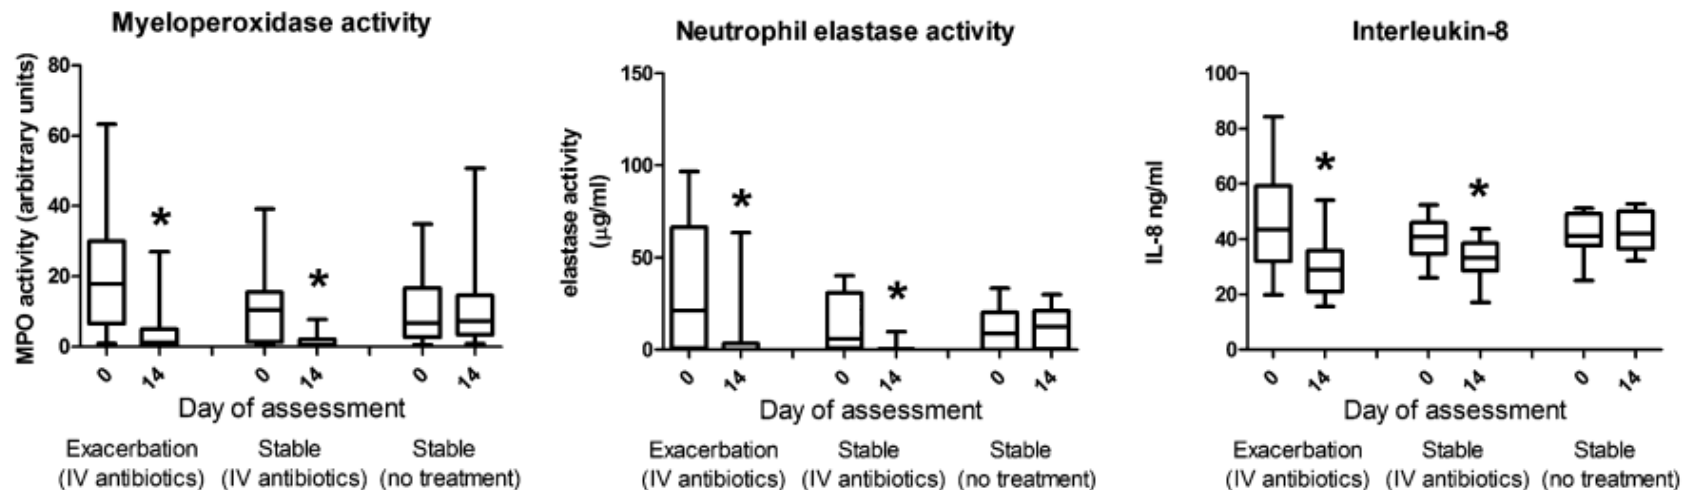 Myeloperoxidase activity
MPO activity (arbitrary units)
80
60
40
20
0
*
*
0 14 0 14 0 14
Day of assessment
Exacerbation Stable Stable
(IV antibiotics) (IV antibiotics) (no treatment)
Neutrophil elastase activity
elastase activity
(µg/ml)
150
100
50
0
*
*
0 14 0 14 0 14
Day of assessment
Exacerbation Stable Stable
(IV antibiotics) (IV antibiotics) (no treatment)
Interleukin-8
IL-8 ng/ml
100
80
60
40
20
0
*
*
0 14 0 14 0 14
Day of assessment
Exacerbation Stable Stable
(IV antibiotics) (IV antibiotics) (no treatment)